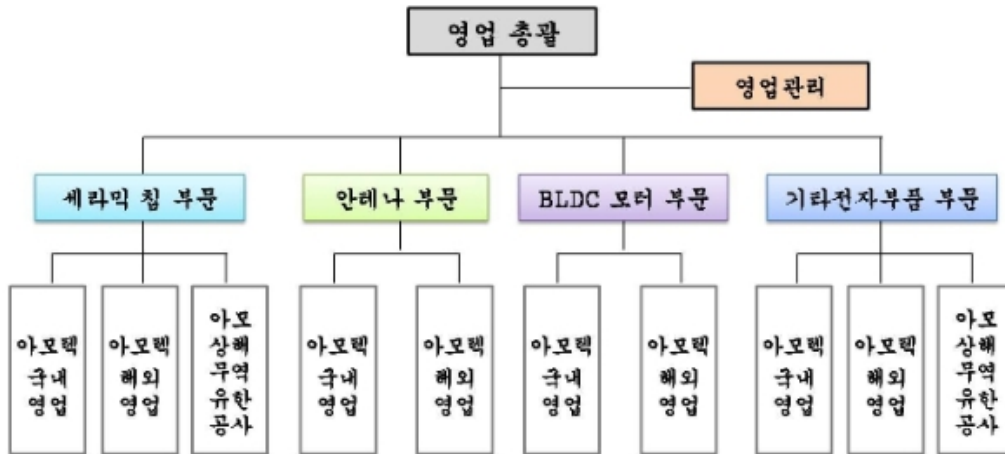 영업 총괄
영업관리
세라믹 칩 부문
안테나 부문
BLDC 모터 부문
기타전자부품 부문
아모텍
국내
영업
아모텍
해외
영업
아모
상해
무역
유한
공사
아모텍
국내
영업
아모텍
해외
영업
아모텍
국내
영업
아모텍
해외
영업
아모텍
국내
영업
아모텍
해외
영업
아모
상해
무역
유한
공사